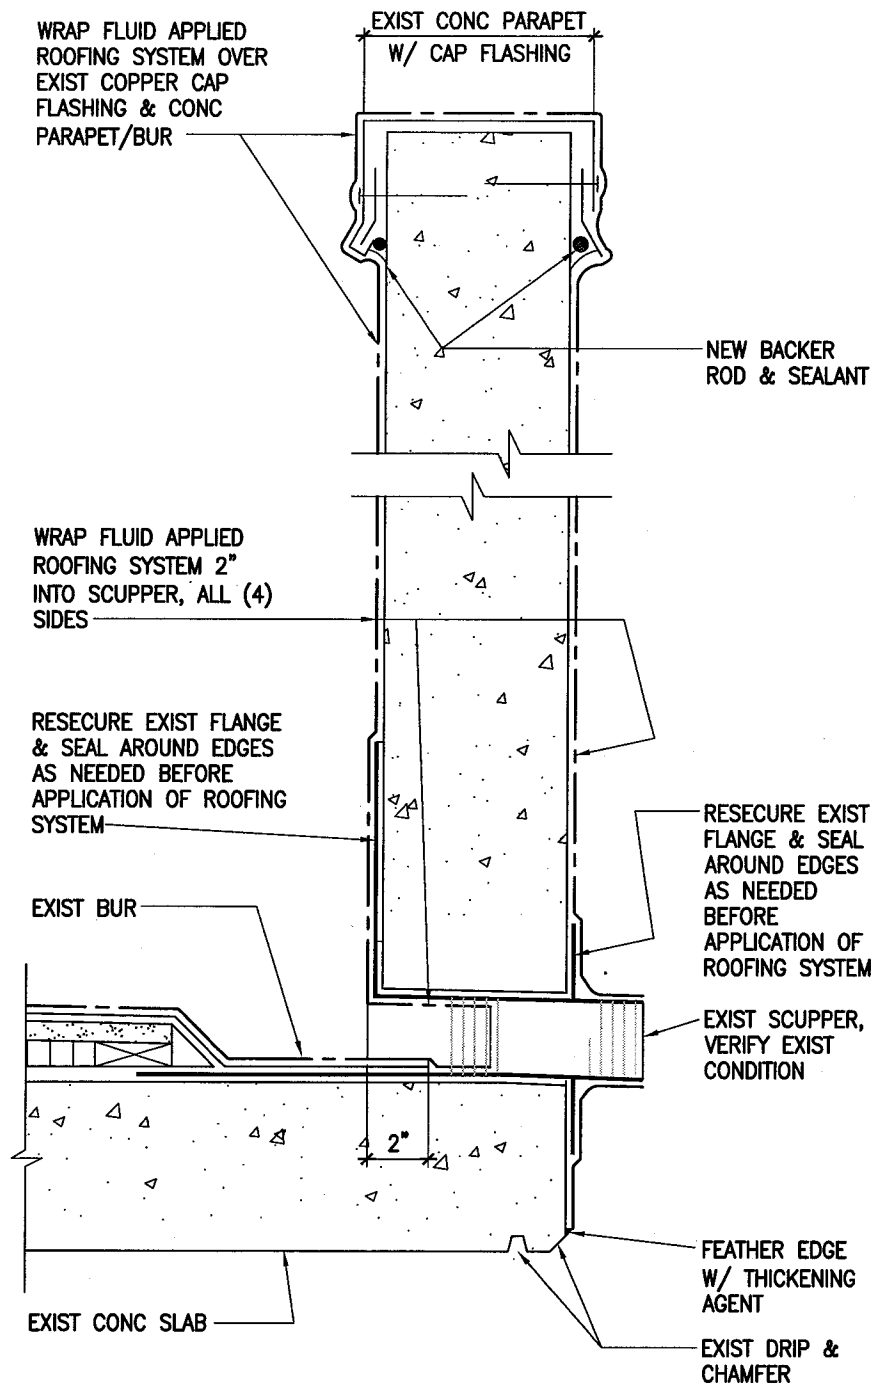 WRAP FLUID APPLIED
ROOFING SYSTEM OVER
EXIST COPPER CAP
FLASHING & CONC
PARAPET/BUR
EXIST CONC PARAPET
W/ CAP FLASHING
NEW BACKER
ROD & SEALANT
WRAP FLUID APPLIED
ROOFING SYSTEM 2"
INTO SCUPPER, ALL (4)
SIDES
RESECURE EXIST FLANGE
& SEAL AROUND EDGES
AS NEEDED BEFORE
APPLICATION OF ROOFING
SYSTEM
RESECURE EXIST
FLANGE & SEAL
AROUND EDGES
AS NEEDED
BEFORE
APPLICATION OF
ROOFING SYSTEM
EXIST BUR
EXIST SCUPPER,
VERIFY EXIST
CONDITION
2"
FEATHER EDGE
W/ THICKENING
AGENT
EXIST CONC SLAB
EXIST DRIP &
CHAMFER